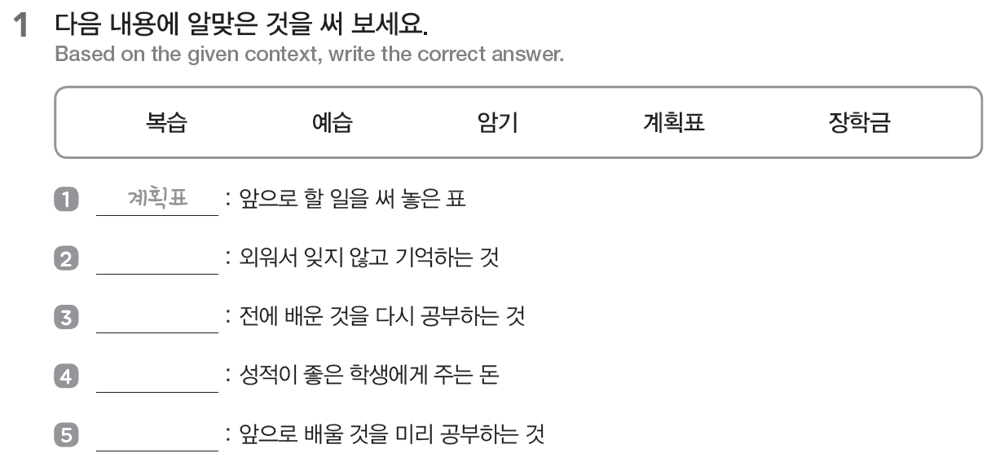 1 다음 내용에 알맞은 것을 써 보세요.
Based on the given context, write the correct answer.
복습 예습 암기 계획표 장학금
1 계획표 : 앞으로 할 일을 써 놓은 표
2 : 외워서 잊지 않고 기억하는 것
3 : 전에 배운 것을 다시 공부하는 것
4 : 성적이 좋은 학생에게 주는 돈
5 : 앞으로 배울 것을 미리 공부하는 것